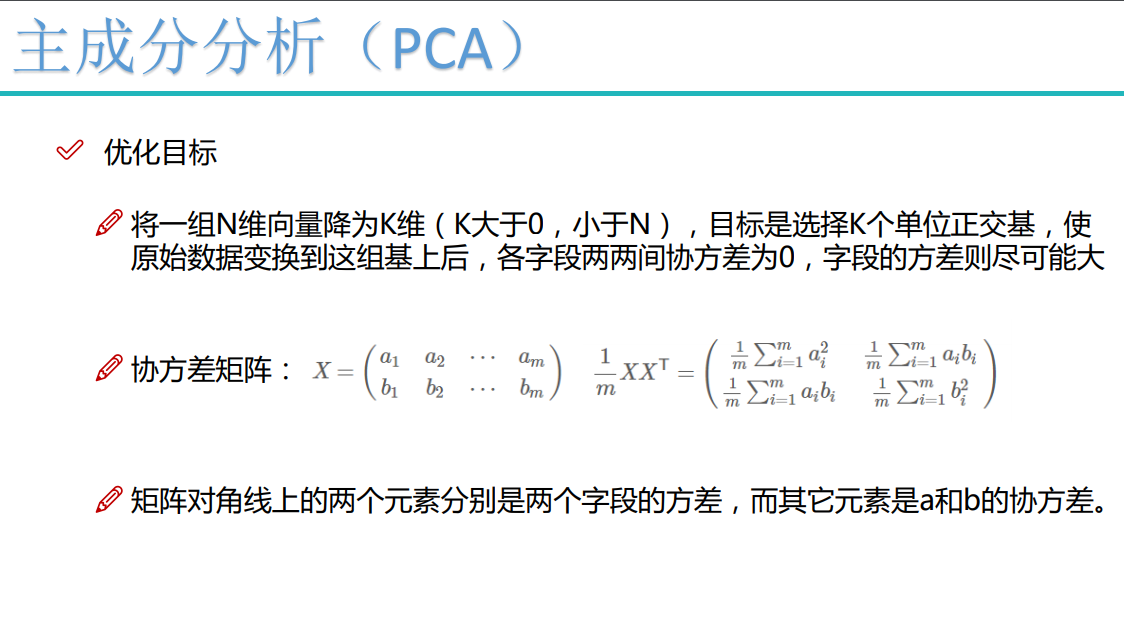 主成分分析（PCA）
优化目标
将一组N维向量降为K维（K大于0，小于N），目标是选择K个单位正交基，使
原始数据变换到这组基上后，各字段两两间协方差为0，字段的方差则尽可能大
协方差矩阵： $X = \begin{pmatrix} a_1 & a_2 & \cdots & a_m \\ b_1 & b_2 & \cdots & b_m \end{pmatrix}$ $\frac{1}{m}XX^\mathsf{T} = \begin{pmatrix} \frac{1}{m}\sum_{i=1}^m a_i^2 & \frac{1}{m}\sum_{i=1}^m a_ib_i \\ \frac{1}{m}\sum_{i=1}^m a_ib_i & \frac{1}{m}\sum_{i=1}^m b_i^2 \end{pmatrix}$
矩阵对角线上的两个元素分别是两个字段的方差，而其它元素是a和b的协方差。